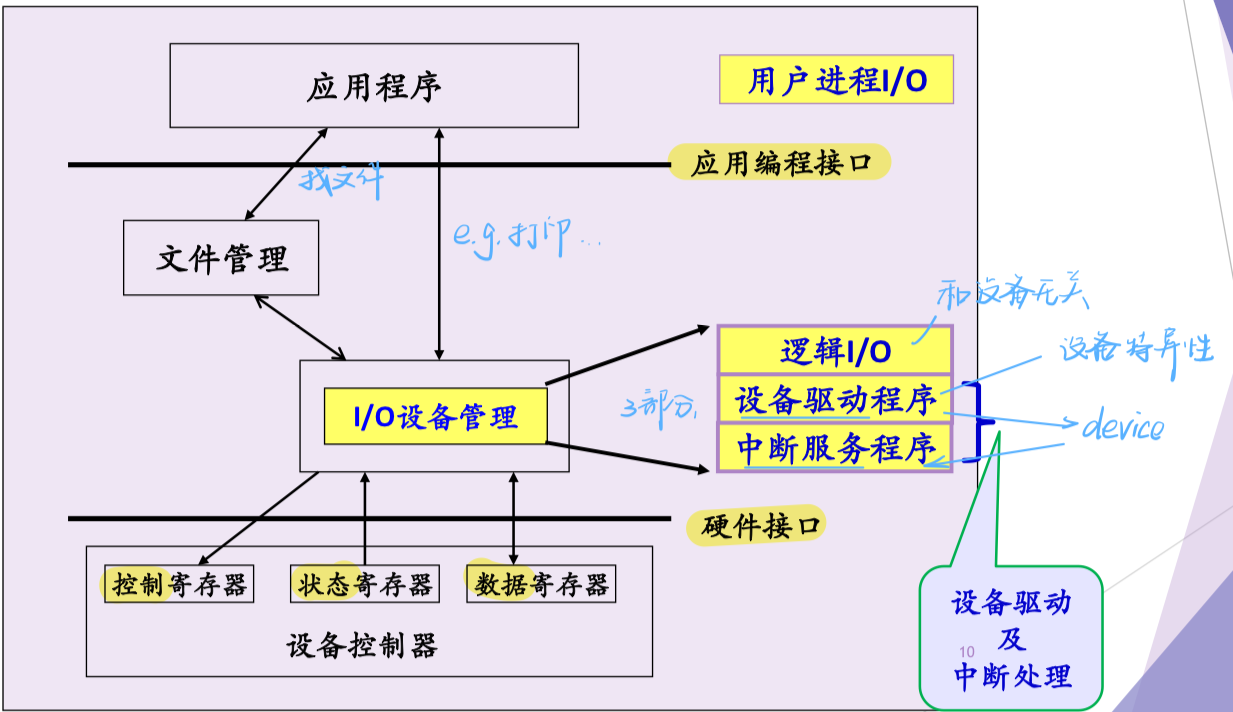 应用程序
用户进程I/O
应用编程接口
找文件
e.g.打印...
文件管理
和设备无关
逻辑I/O
设备特异性
I/O设备管理
3部分
设备驱动程序
device
中断服务程序
硬件接口
控制寄存器
状态寄存器
数据寄存器
设备控制器
设备驱动
及
10
中断处理